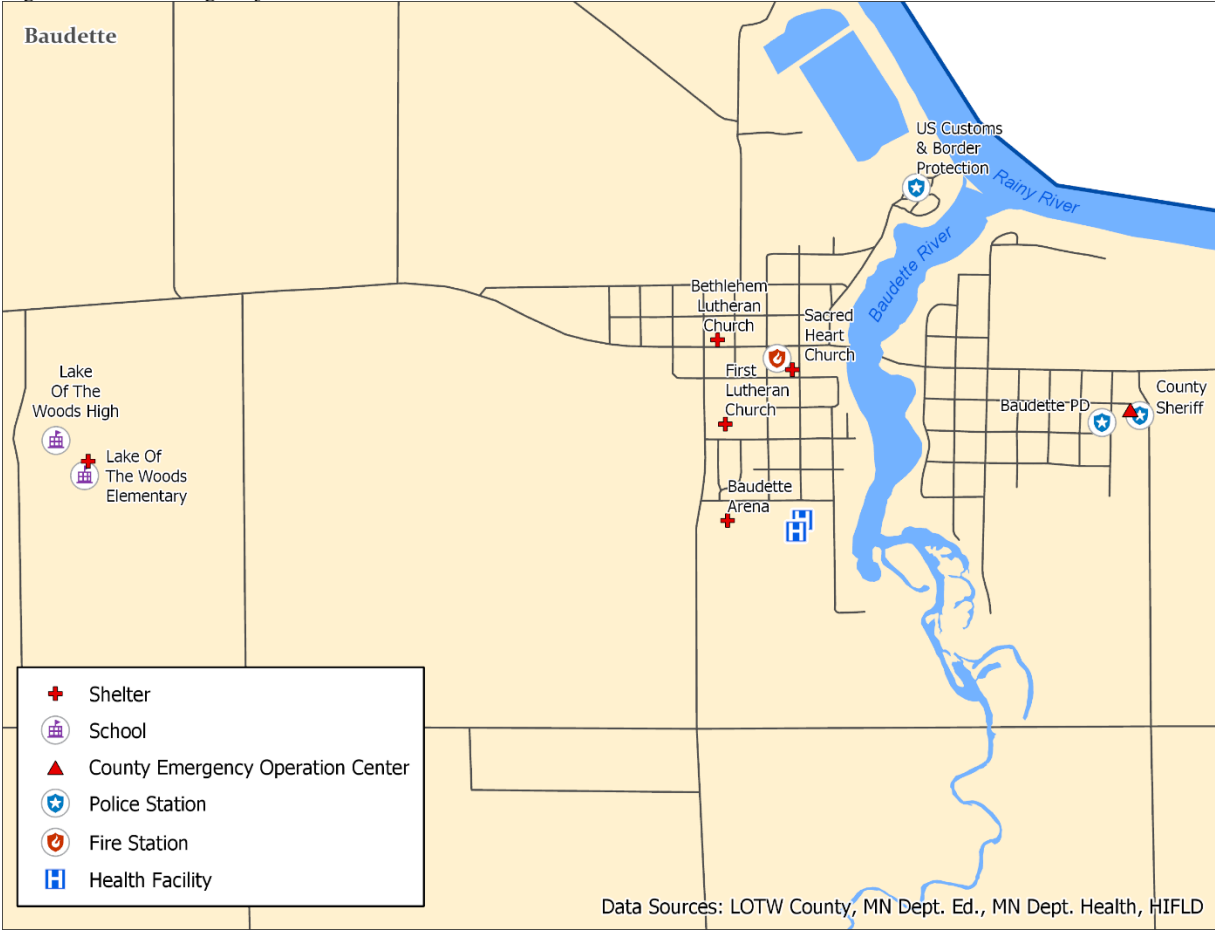 Baudette
US Customs
& Border
Protection
Rainy River
Baudette River
Bethlehem
Lutheran
Church
Sacred
Heart
Church
First
Lutheran
Church
Lake
Of The
Woods High
Lake Of
The Woods
Elementary
Baudette PD
County
Sheriff
Baudette
Arena
H
H
Shelter
School
County Emergency Operation Center
Police Station
Fire Station
H Health Facility
Data Sources: LOTW County, MN Dept. Ed., MN Dept. Health, HIFLD